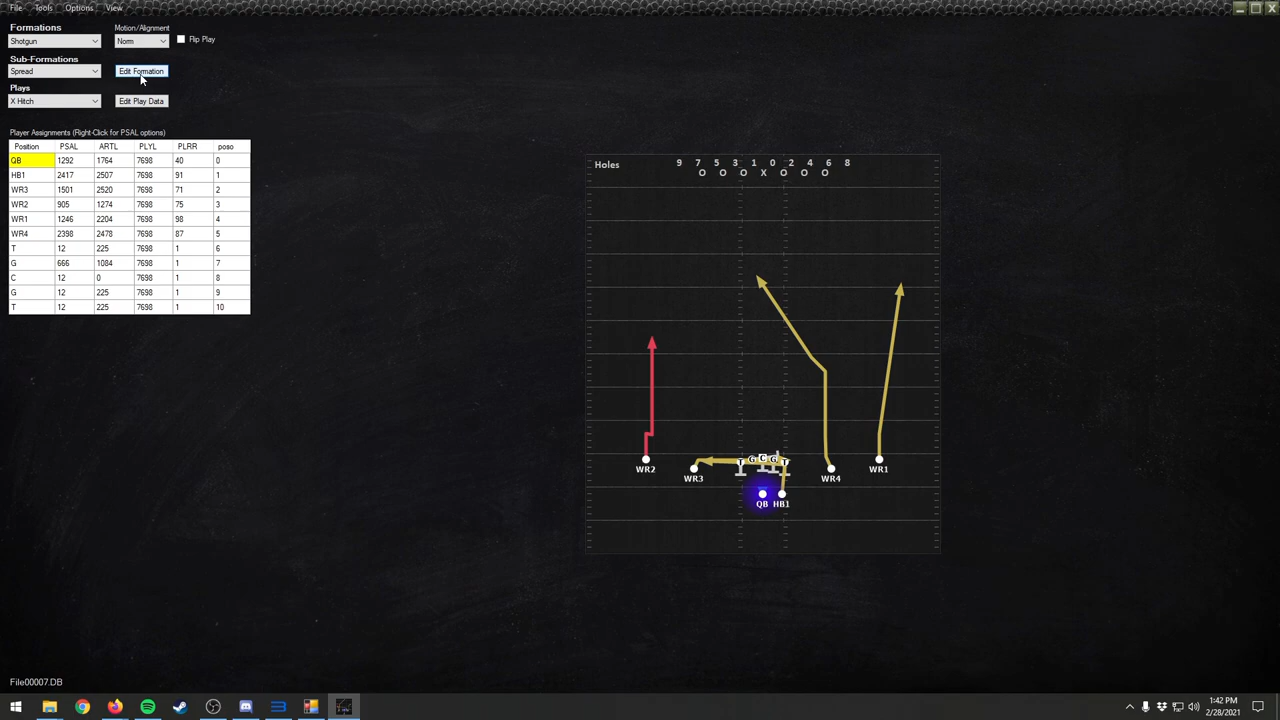 File Tools Options View
Formations Motion/Alignment
Shotgun Norm Flip Play
Sub-Formations
Spread Edit Formation
Plays
X Hitch Edit Play Data
Player Assignments (Right-Click for PSAL options)
Position PSAL ARTL PLYL PLRR poso
QB 1292 1764 7698 40 0
HB1 2417 2507 7698 91 1
WR3 1501 2520 7698 71 2
WR2 905 1274 7698 75 3
WR1 1246 2204 7698 98 4
WR4 2398 2478 7698 87 5
T 12 225 7698 1 6
G 666 1084 7698 1 7
C 12 0 7698 1 8
G 12 225 7698 1 9
T 12 225 7698 1 10
Holes 9 7 5 3 1 0 2 4 6 8
O O O X O O O
T G C G T
WR2 WR3 WR4 WR1
QB HB1
File00007.DB
1:42 PM
2/28/2021